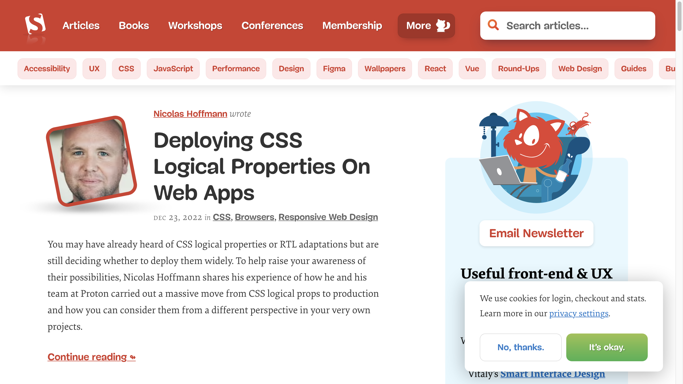 Articles Books Workshops Conferences Membership More Search articles...
Accessibility UX CSS JavaScript Performance Design Figma Wallpapers React Vue Round-Ups Web Design Guides Bu
Nicolas Hoffmann wrote
Deploying CSS
Logical Properties On
Web Apps
DEC 23, 2022 in CSS, Browsers, Responsive Web Design
You may have already heard of CSS logical properties or RTL adaptations but are
still deciding whether to deploy them widely. To help raise your awareness of
their possibilities, Nicolas Hoffmann shares his experience of how he and his
team at Proton carried out a massive move from CSS logical props to production
and how you can consider them from a different perspective in your very own
projects.
Continue reading
Email Newsletter
Useful front-end & UX
Vitaly's Smart Interface Design
We use cookies for login, checkout and stats.
Learn more in our privacy settings.
No, thanks. It's okay.